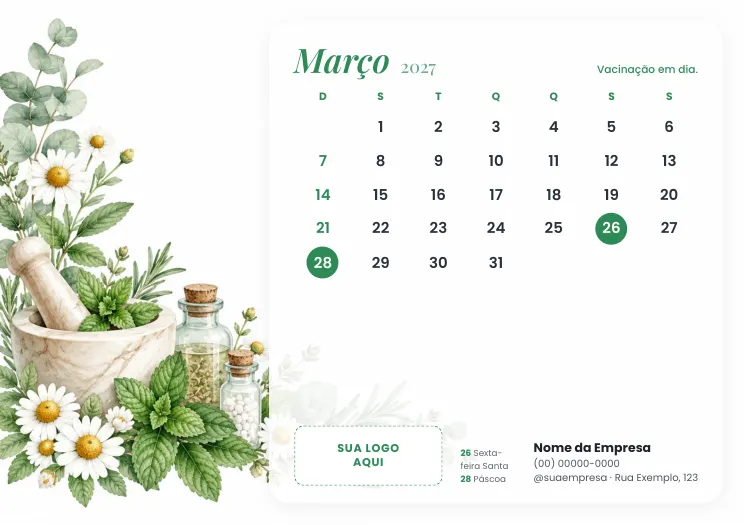 Março 2027
Vacinação em dia.
D S T Q Q S S
1 2 3 4 5 6
7 8 9 10 11 12 13
14 15 16 17 18 19 20
21 22 23 24 25 26 27
28 29 30 31
SUA LOGO
AQUI
26 Sexta-
feira Santa
28 Páscoa
Nome da Empresa
(00) 00000-0000
@suaempresa · Rua Exemplo, 123